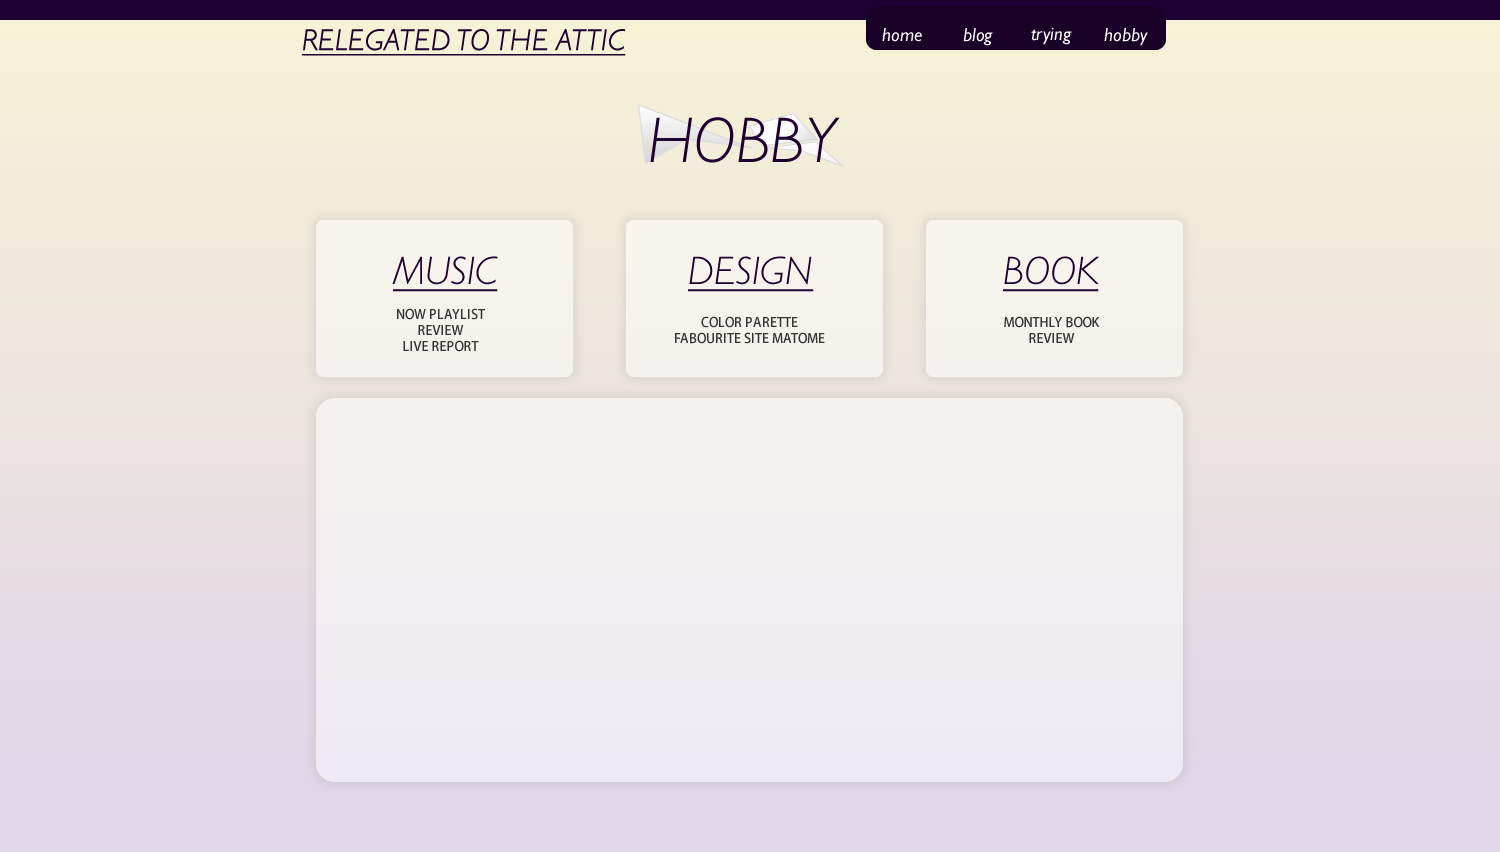 RELEGATED TO THE ATTIC
home blog trying hobby
HOBBY
MUSIC
NOW PLAYLIST
REVIEW
LIVE REPORT
DESIGN
COLOR PARETTE
FABOURITE SITE MATOME
BOOK
MONTHLY BOOK
REVIEW